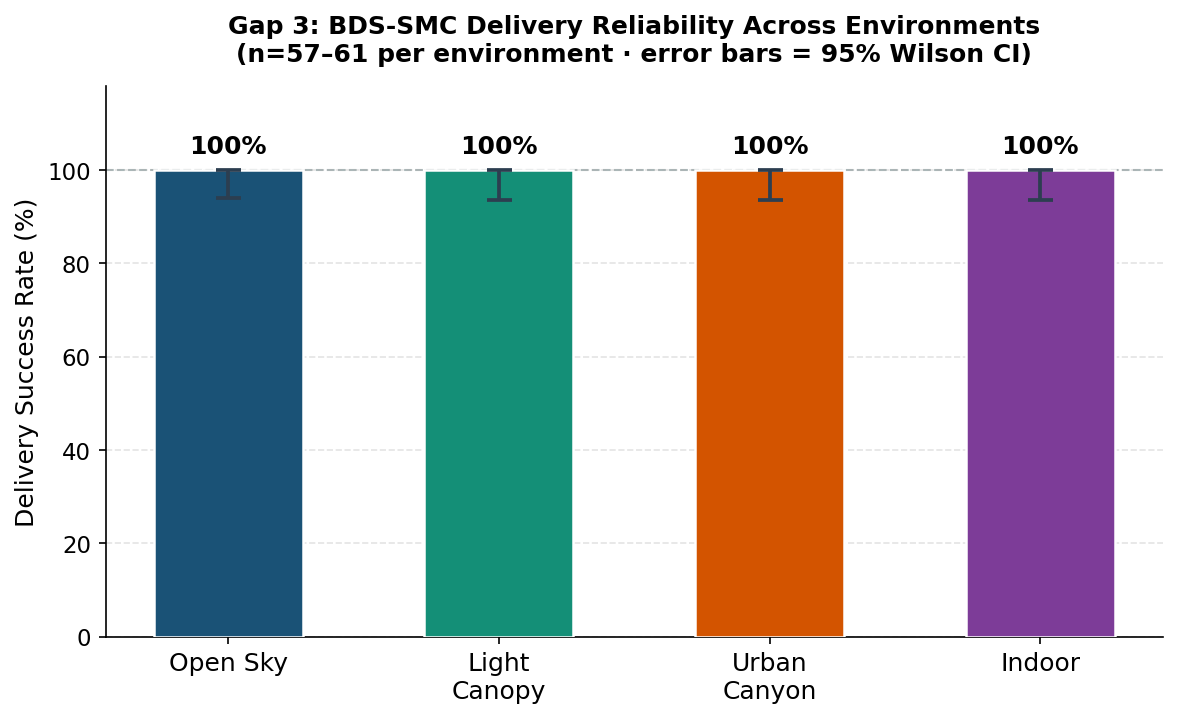 Gap 3: BDS-SMC Delivery Reliability Across Environments
(n=57–61 per environment · error bars = 95% Wilson CI)
100% 100% 100% 100%
100
80
60
40
20
0
Delivery Success Rate (%)
Open Sky
Light
Canopy
Urban
Canyon
Indoor